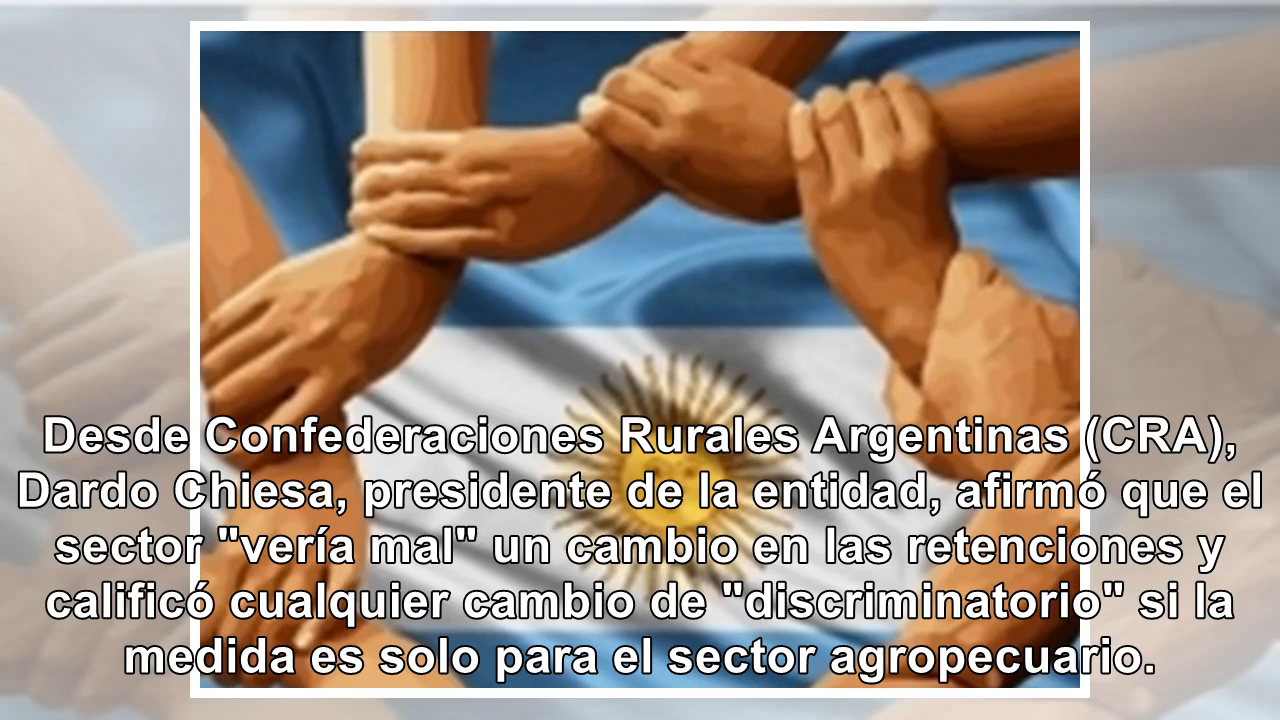 Desde Confederaciones Rurales Argentinas (CRA),
Dardo Chiesa, presidente de la entidad, afirmó que el
sector "vería mal" un cambio en las retenciones y
calificó cualquier cambio de "discriminatorio" si la
medida es solo para el sector agropecuario.